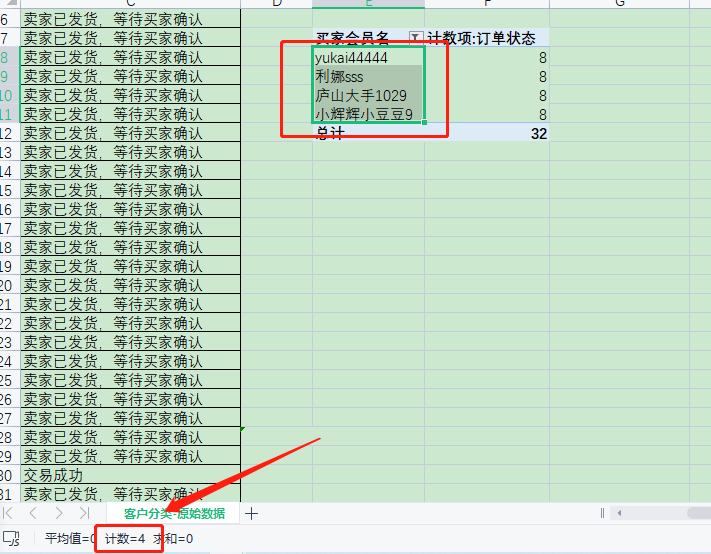 C D E F G
6 卖家已发货，等待买家确认
7 卖家已发货，等待买家确认 买家会员名 计数项:订单状态
8 卖家已发货，等待买家确认 yukai44444 8
9 卖家已发货，等待买家确认 利娜sss 8
10 卖家已发货，等待买家确认 庐山大手1029 8
11 卖家已发货，等待买家确认 小辉辉小豆豆9 8
12 卖家已发货，等待买家确认 总计 32
13 卖家已发货，等待买家确认
14 卖家已发货，等待买家确认
15 卖家已发货，等待买家确认
16 卖家已发货，等待买家确认
17 卖家已发货，等待买家确认
18 卖家已发货，等待买家确认
19 卖家已发货，等待买家确认
20 卖家已发货，等待买家确认
21 卖家已发货，等待买家确认
22 卖家已发货，等待买家确认
23 卖家已发货，等待买家确认
24 卖家已发货，等待买家确认
25 卖家已发货，等待买家确认
26 卖家已发货，等待买家确认
27 卖家已发货，等待买家确认
28 卖家已发货，等待买家确认
29 卖家已发货，等待买家确认
30 交易成功
31 卖家已发货，等待买家确认
客户分类-原始数据
平均值=0 计数=4 求和=0